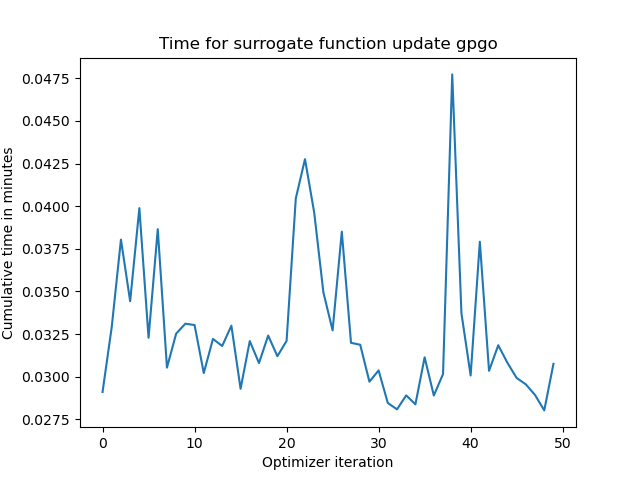 Time for surrogate function update gpgo
Cumulative time in minutes
0.0475
0.0450
0.0425
0.0400
0.0375
0.0350
0.0325
0.0300
0.0275
0 10 20 30 40 50
Optimizer iteration